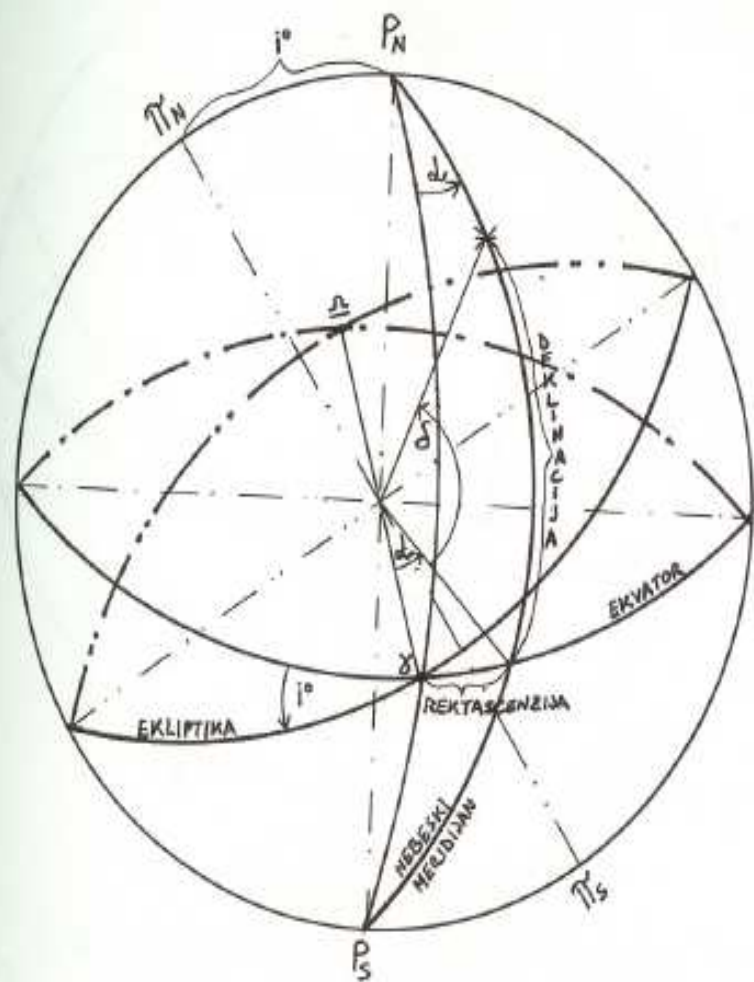 i°
P_N
π_N
α
♎
DEKLINACIJA
δ
α
EKVATOR
γ
i°
REKTASCENZIJA
EKLIPTIKA
NEBESKI
MERIDIJAN
π_S
P_S